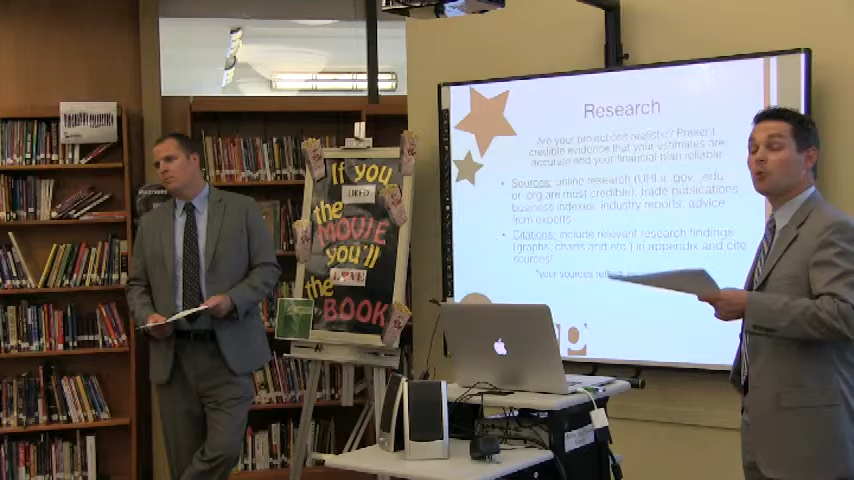 If you
LIKED
the
MOVIE
you'll
LOVE
the
BOOK
Research
Are your projections realistic? Present
credible evidence that your estimates are
accurate and your financial plan reliable.
• Sources: online research (URLs .gov, .edu,
or .org are most credible), trade publications
business indexes, industry reports, advice
from experts
• Citations: include relevant research findings
(graphs, charts and etc.) in appendix and cite
sources!
*your sources reflect